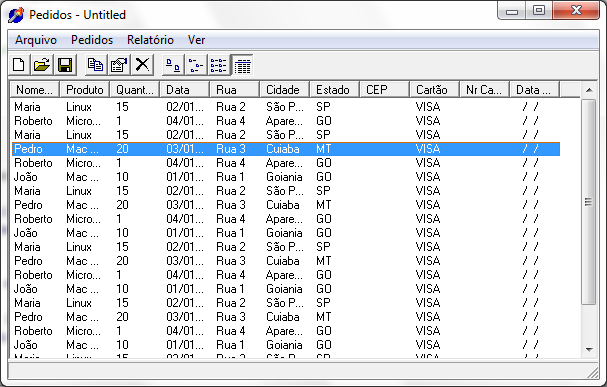 Pedidos - Untitled
Arquivo Pedidos Relatório Ver
Nome... Produto Quant... Data Rua Cidade Estado CEP Cartão Nr Ca... Data ...
Maria Linux 15 02/01... Rua 2 São P... SP VISA / /
Roberto Micro... 1 04/01... Rua 4 Apare... GO VISA / /
Maria Linux 15 02/01... Rua 2 São P... SP VISA / /
Pedro Mac ... 20 03/01... Rua 3 Cuiaba MT VISA / /
Roberto Micro... 1 04/01... Rua 4 Apare... GO VISA / /
João Mac ... 10 01/01... Rua 1 Goiania GO VISA / /
Maria Linux 15 02/01... Rua 2 São P... SP VISA / /
Pedro Mac ... 20 03/01... Rua 3 Cuiaba MT VISA / /
Roberto Micro... 1 04/01... Rua 4 Apare... GO VISA / /
João Mac ... 10 01/01... Rua 1 Goiania GO VISA / /
Maria Linux 15 02/01... Rua 2 São P... SP VISA / /
Pedro Mac ... 20 03/01... Rua 3 Cuiaba MT VISA / /
Roberto Micro... 1 04/01... Rua 4 Apare... GO VISA / /
João Mac ... 10 01/01... Rua 1 Goiania GO VISA / /
Maria Linux 15 02/01... Rua 2 São P... SP VISA / /
Pedro Mac ... 20 03/01... Rua 3 Cuiaba MT VISA / /
Roberto Micro... 1 04/01... Rua 4 Apare... GO VISA / /
João Mac ... 10 01/01... Rua 1 Goiania GO VISA / /
Maria Linux 15 02/01... Rua 2 São P... SP VISA / /